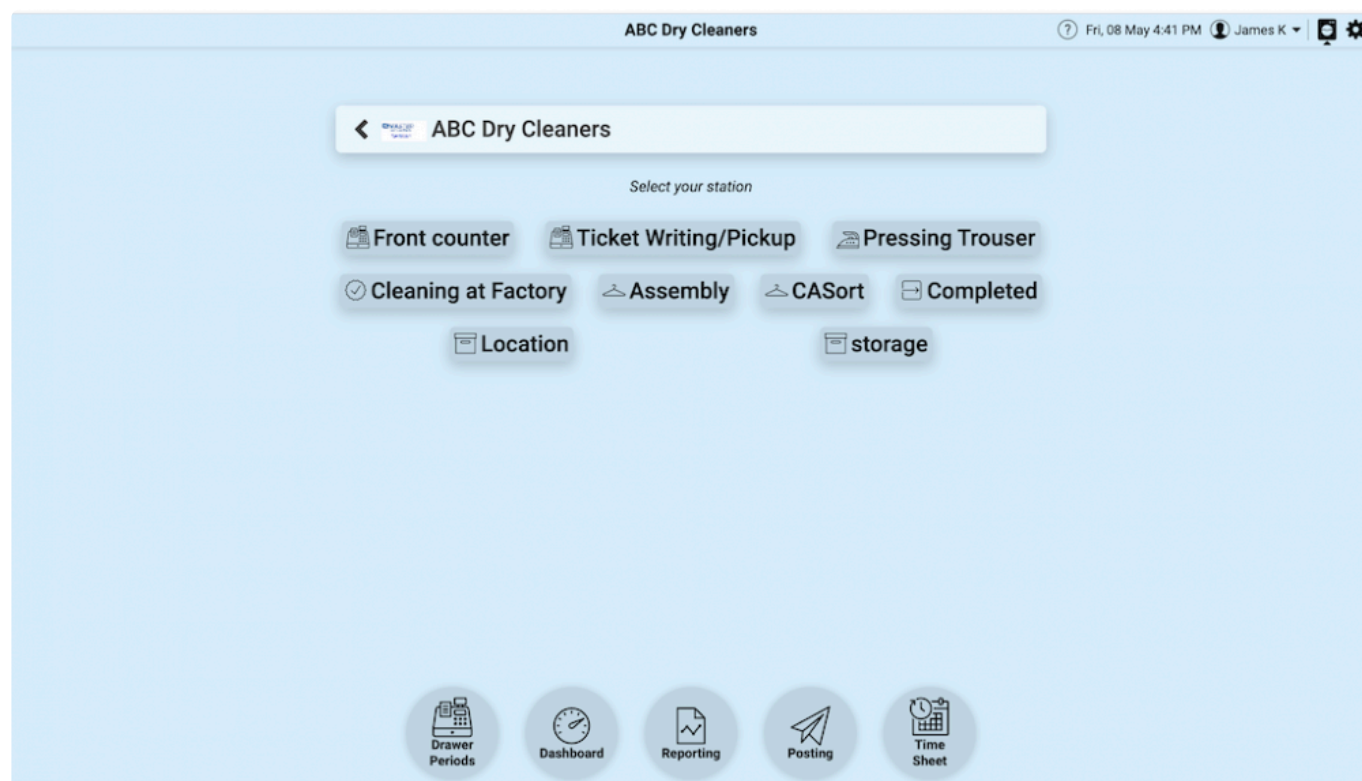 ABC Dry Cleaners
? Fri, 08 May 4:41 PM James K
ABC Dry Cleaners
Select your station
Front counter Ticket Writing/Pickup Pressing Trouser
Cleaning at Factory Assembly CASort Completed
Location storage
Drawer Periods Dashboard Reporting Posting Time Sheet